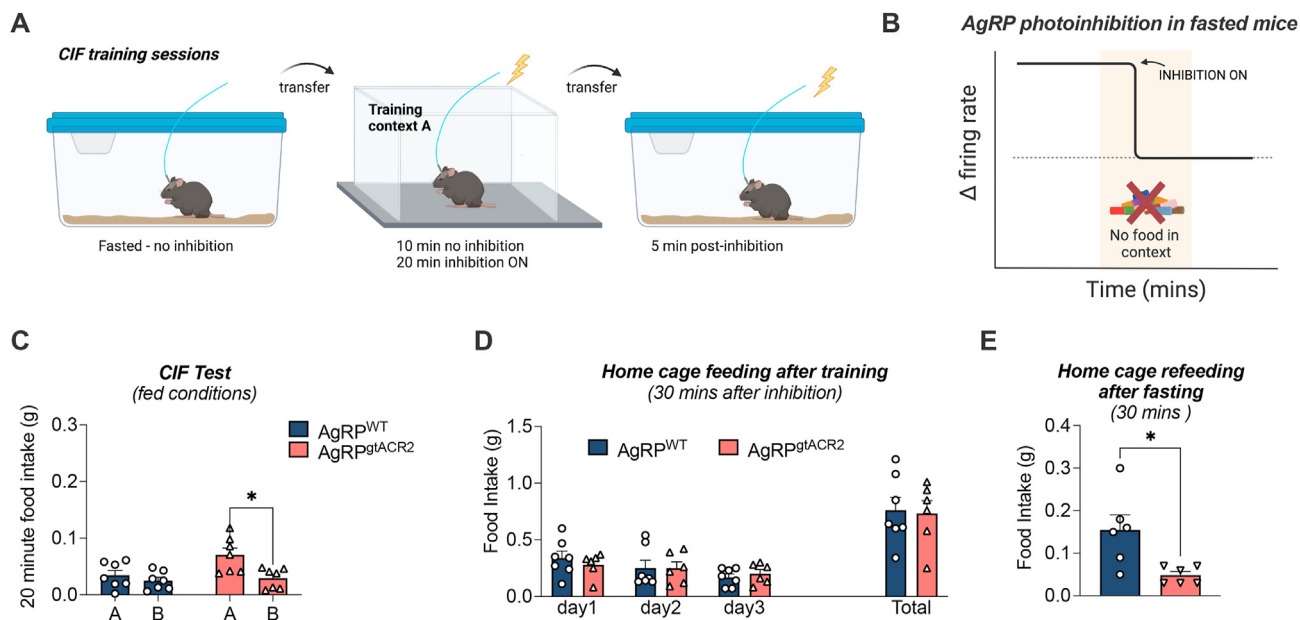 A
CIF training sessions
transfer
transfer
Training
context A
Fasted - no inhibition
10 min no inhibition
20 min inhibition ON
5 min post-inhibition
B
AgRP photoinhibition in fasted mice
INHIBITION ON
Δ firing rate
No food in
context
Time (mins)
C
CIF Test
(fed conditions)
AgRPWT
AgRPgtACR2
20 minute food intake (g)
0.3
0.2
0.1
0.0
*
A
B
A
B
D
Home cage feeding after training
(30 mins after inhibition)
AgRPWT
AgRPgtACR2
Food Intake (g)
1.5
1.0
0.5
0.0
day1
day2
day3
Total
E
Home cage refeeding
after fasting
(30 mins )
Food Intake (g)
0.4
0.3
0.2
0.1
0.0
*